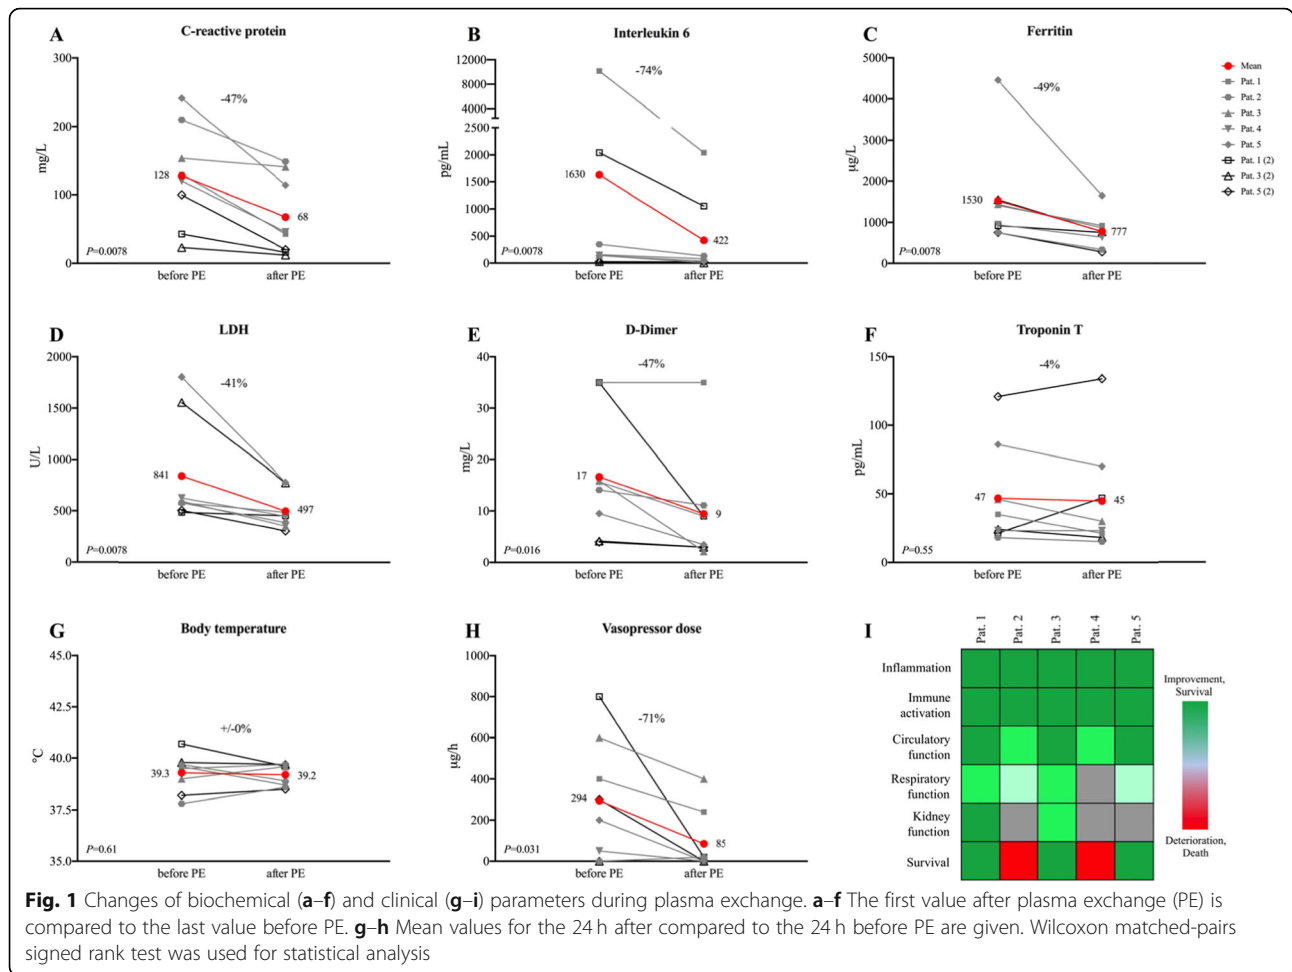 A
C-reactive protein
300
200
100
0
mg/L
-47%
128
68
P=0.0078
before PE
after PE
B
Interleukin 6
12000
10000
8000
6000
4000
2500
2000
1500
1000
500
0
pg/mL
-74%
1630
422
P=0.0078
before PE
after PE
C
Ferritin
5000
4000
3000
2000
1000
0
µg/L
-49%
1530
777
P=0.0078
before PE
after PE
Mean
Pat. 1
Pat. 2
Pat. 3
Pat. 4
Pat. 5
Pat. 1 (2)
Pat. 3 (2)
Pat. 5 (2)
D
LDH
2000
1500
1000
500
0
U/L
-41%
841
497
P=0.0078
before PE
after PE
E
D-Dimer
40
30
20
10
0
mg/L
-47%
17
9
P=0.016
before PE
after PE
F
Troponin T
150
100
50
0
pg/mL
-4%
47
45
P=0.55
before PE
after PE
G
Body temperature
45.0
42.5
40.0
37.5
35.0
°C
+/-0%
39.3
39.2
P=0.61
before PE
after PE
H
Vasopressor dose
1000
800
600
400
200
0
µg/h
-71%
294
85
P=0.031
before PE
after PE
I
Pat. 1
Pat. 2
Pat. 3
Pat. 4
Pat. 5
Inflammation
Immune
activation
Circulatory
function
Respiratory
function
Kidney
function
Survival
Improvement,
Survival
Deterioration,
Death
Fig. 1 Changes of biochemical (a–f) and clinical (g–i) parameters during plasma exchange. a–f The first value after plasma exchange (PE) is
compared to the last value before PE. g–h Mean values for the 24 h after compared to the 24 h before PE are given. Wilcoxon matched-pairs
signed rank test was used for statistical analysis